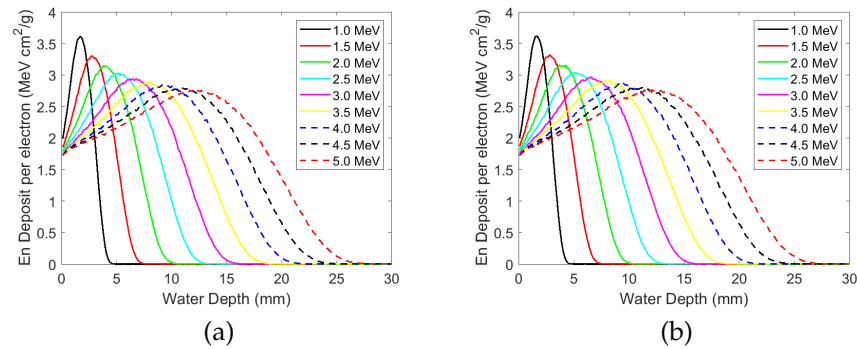 En Deposit per electron (MeV cm²/g)
4
3.5
3
2.5
2
1.5
1
0.5
0
0 5 10 15 20 25 30
Water Depth (mm)
1.0 MeV
1.5 MeV
2.0 MeV
2.5 MeV
3.0 MeV
3.5 MeV
4.0 MeV
4.5 MeV
5.0 MeV
(a)
En Deposit per electron (MeV cm²/g)
4
3.5
3
2.5
2
1.5
1
0.5
0
0 5 10 15 20 25 30
Water Depth (mm)
1.0 MeV
1.5 MeV
2.0 MeV
2.5 MeV
3.0 MeV
3.5 MeV
4.0 MeV
4.5 MeV
5.0 MeV
(b)